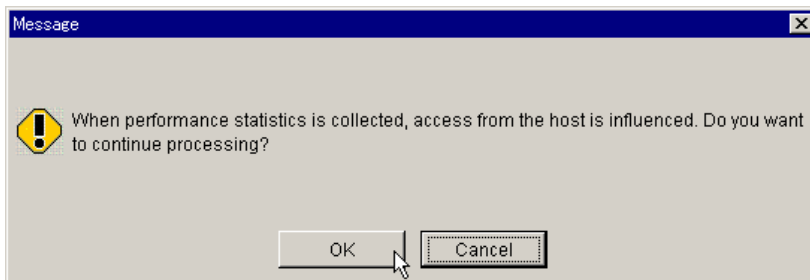 Message
When performance statistics is collected, access from the host is influenced. Do you want
to continue processing?
OK
Cancel